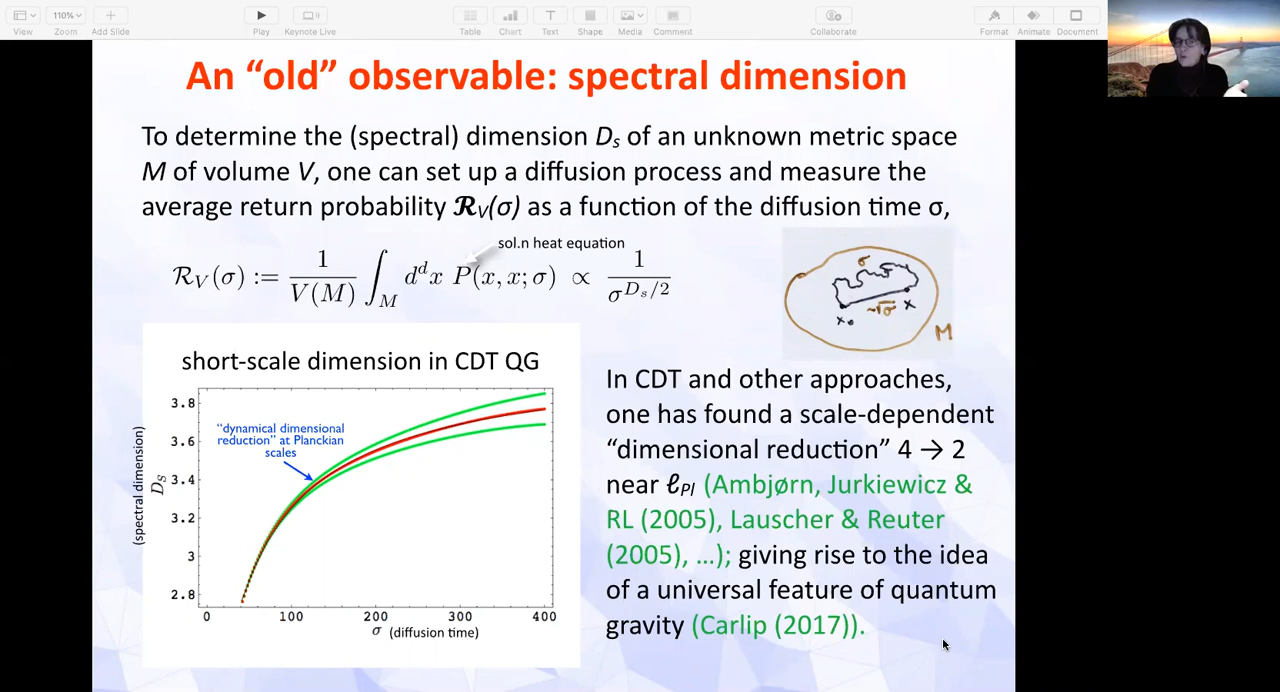 View
110%
Zoom
Add Slide
Play
Keynote Live
Table
Chart
Text
Shape
Media
Comment
Collaborate
Format
Animate
Document
An “old” observable: spectral dimension
To determine the (spectral) dimension Dₛ of an unknown metric space
M of volume V, one can set up a diffusion process and measure the
average return probability 𝓡ᵥ(σ) as a function of the diffusion time σ,
sol.n heat equation
𝓡_V(σ) := 1/V(M) ∫_M dᵈx P(x, x; σ) ∝ 1/σ^{D_s/2}
σ
~√σ
x₀
x
M
short-scale dimension in CDT QG
“dynamical dimensional
reduction” at Planckian
scales
(spectral dimension)
D_S
3.8
3.6
3.4
3.2
3
2.8
0 100 200 300 400
σ (diffusion time)
In CDT and other approaches,
one has found a scale-dependent
“dimensional reduction” 4 → 2
near ℓ_Pl (Ambjørn, Jurkiewicz &
RL (2005), Lauscher & Reuter
(2005), ...); giving rise to the idea
of a universal feature of quantum
gravity (Carlip (2017)).